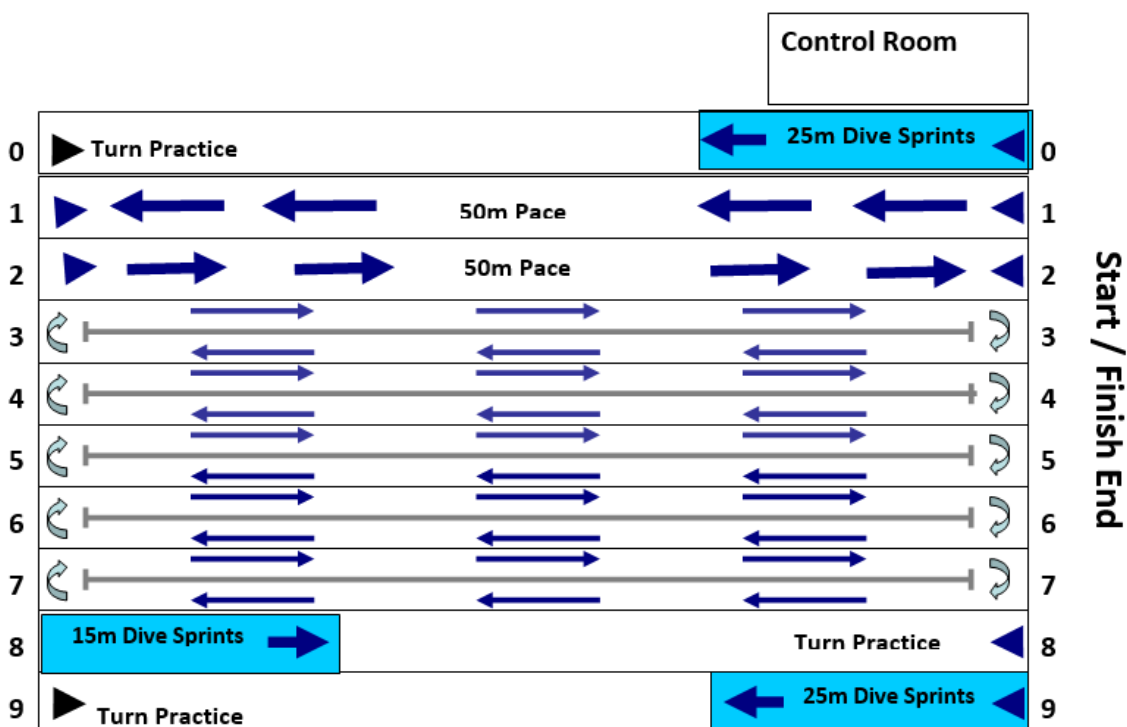 Control Room
0 Turn Practice 25m Dive Sprints 0
1 50m Pace 1
2 50m Pace 2
3 3
4 4
5 5
6 6
7 7
8 15m Dive Sprints Turn Practice 8
9 Turn Practice 25m Dive Sprints 9
Start / Finish End